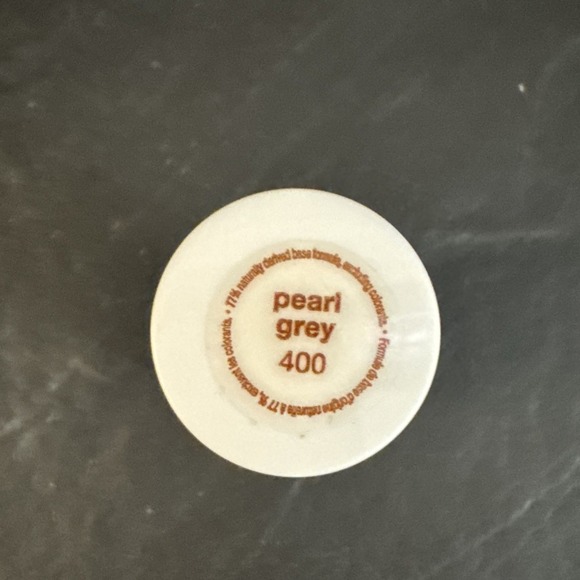 pearl
grey
400
• 77% naturally derived base formula, excluding colorants. • Formule de base d'origine naturelle à 77 %, excluant les colorants.